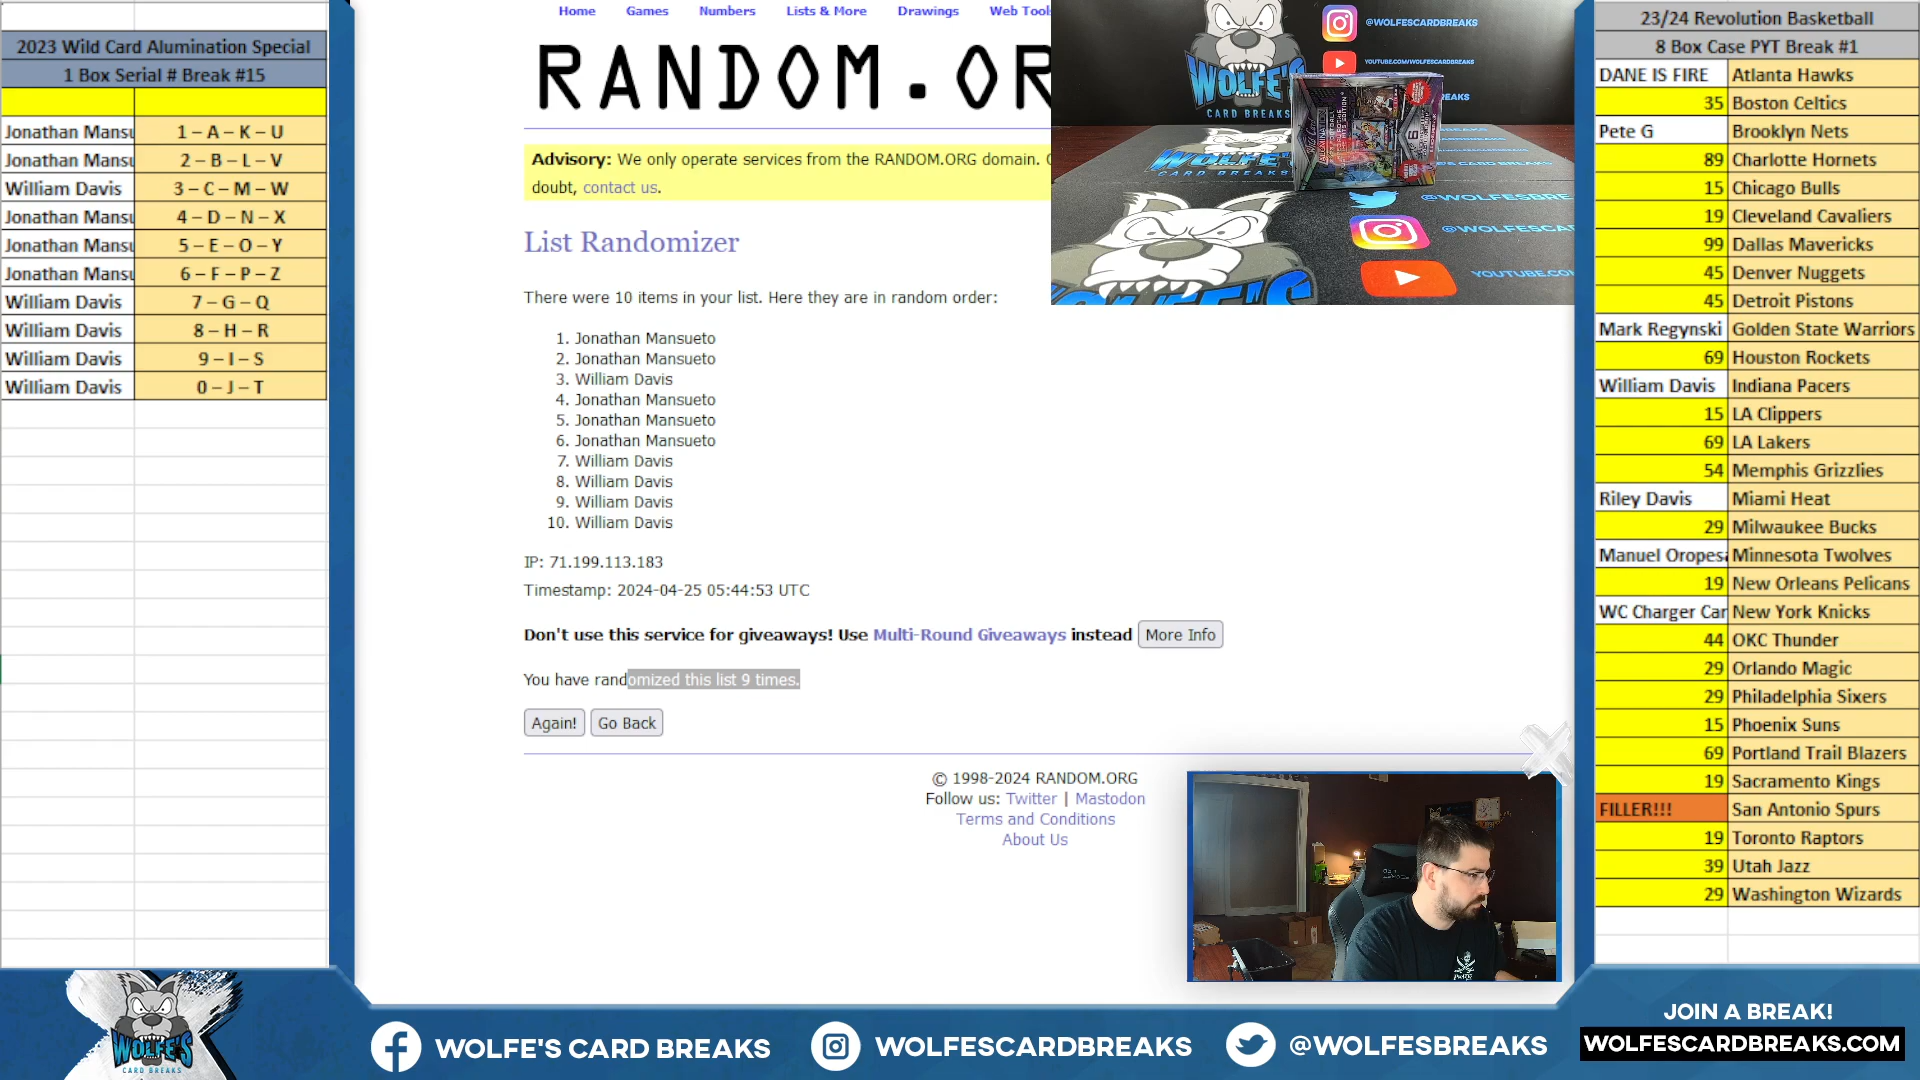 2023 Wild Card Alumination Special
1 Box Serial # Break #15
Jonathan Mansu 1 – A – K – U
Jonathan Mansu 2 – B – L – V
William Davis 3 – C – M – W
Jonathan Mansu 4 – D – N – X
Jonathan Mansu 5 – E – O – Y
Jonathan Mansu 6 – F – P – Z
William Davis 7 – G – Q
William Davis 8 – H – R
William Davis 9 – I – S
William Davis 0 – J – T
Home Games Numbers Lists & More Drawings Web Tools
RANDOM.OR
Advisory: We only operate services from the RANDOM.ORG domain.
doubt, contact us.
List Randomizer
There were 10 items in your list. Here they are in random order:
1. Jonathan Mansueto
2. Jonathan Mansueto
3. William Davis
4. Jonathan Mansueto
5. Jonathan Mansueto
6. Jonathan Mansueto
7. William Davis
8. William Davis
9. William Davis
10. William Davis
IP: 71.199.113.183
Timestamp: 2024-04-25 05:44:53 UTC
Don't use this service for giveaways! Use Multi-Round Giveaways instead More Info
You have randomized this list 9 times.
Again! Go Back
© 1998-2024 RANDOM.ORG
Follow us: Twitter | Mastodon
Terms and Conditions
About Us
@WOLFESCARDBREAKS
YOUTUBE.COM/WOLFECARDBREAKS
WOLFE'S
CARD BREAKS
WOLFE'S
CARD BREAKS
@WOLFESBRE
@WOLFESCAR
YOUTUBE.CO
23/24 Revolution Basketball
8 Box Case PYT Break #1
DANE IS FIRE Atlanta Hawks
35 Boston Celtics
Pete G Brooklyn Nets
89 Charlotte Hornets
15 Chicago Bulls
19 Cleveland Cavaliers
99 Dallas Mavericks
45 Denver Nuggets
45 Detroit Pistons
Mark Regynski Golden State Warriors
69 Houston Rockets
William Davis Indiana Pacers
15 LA Clippers
69 LA Lakers
54 Memphis Grizzlies
Riley Davis Miami Heat
29 Milwaukee Bucks
Manuel Oropesa Minnesota Twolves
19 New Orleans Pelicans
WC Charger Car New York Knicks
44 OKC Thunder
29 Orlando Magic
29 Philadelphia Sixers
15 Phoenix Suns
69 Portland Trail Blazers
19 Sacramento Kings
FILLER!!! San Antonio Spurs
19 Toronto Raptors
39 Utah Jazz
29 Washington Wizards
WOLFE'S
CARD BREAKS
WOLFE'S CARD BREAKS
WOLFESCARDBREAKS
@WOLFESBREAKS
JOIN A BREAK!
WOLFESCARDBREAKS.COM